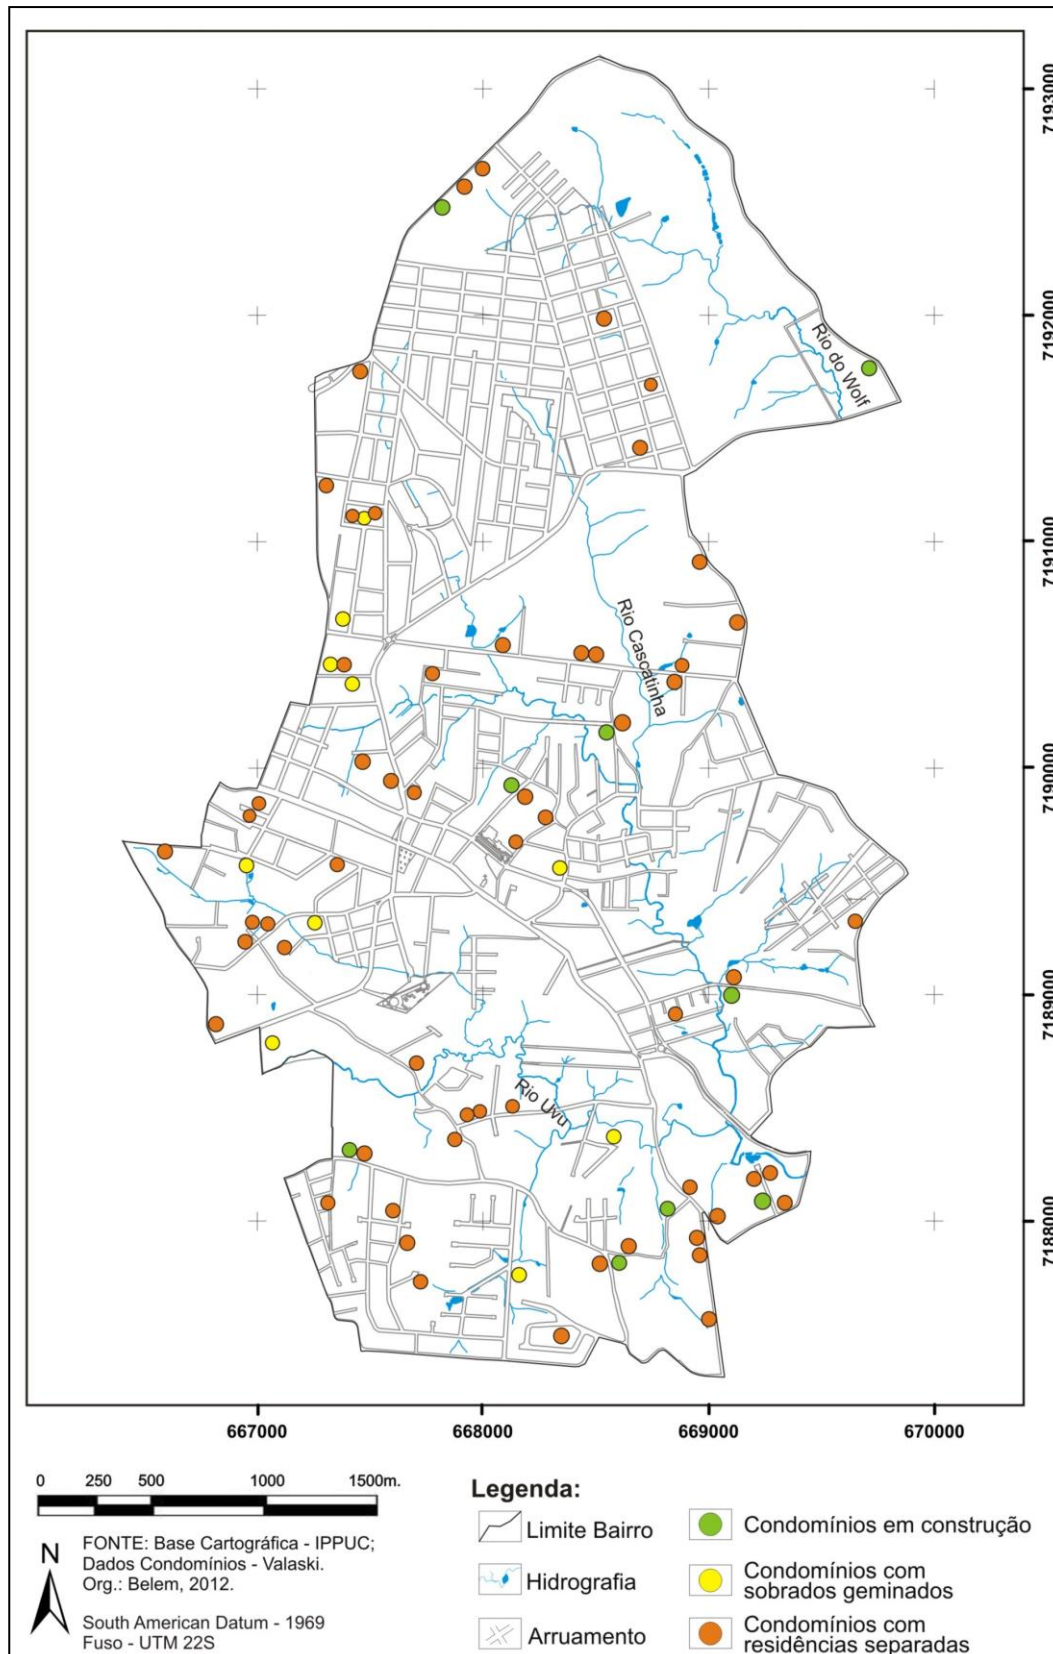 7193000
7192000
Rio do Wolf
7191000
Rio Cascatinha
7190000
7189000
Rio Uvu
7188000
667000 668000 669000 670000
0 250 500 1000 1500m.
N
FONTE: Base Cartográfica - IPPUC;
Dados Condomínios - Valaski.
Org.: Belem, 2012.
South American Datum - 1969
Fuso - UTM 22S
Legenda:
Limite Bairro
Hidrografia
Arruamento
Condomínios em construção
Condomínios com
sobrados geminados
Condomínios com
residências separadas